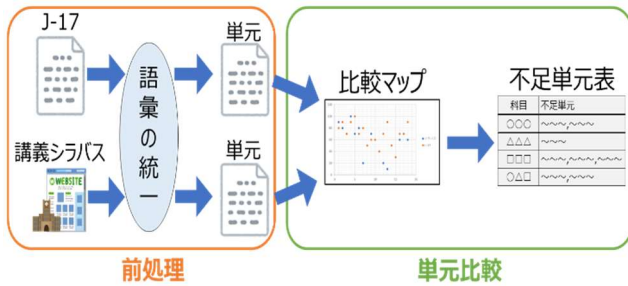 J-17
講義シラバス
WEBSITE
語彙の統一
単元
単元
前処理
比較マップ
不足単元表
科目 不足単元
○○○ ～～～,～～～
△△△ ～～～
□□□ ～～～,～～～,～～～
○△□ ～～～,～～～
単元比較